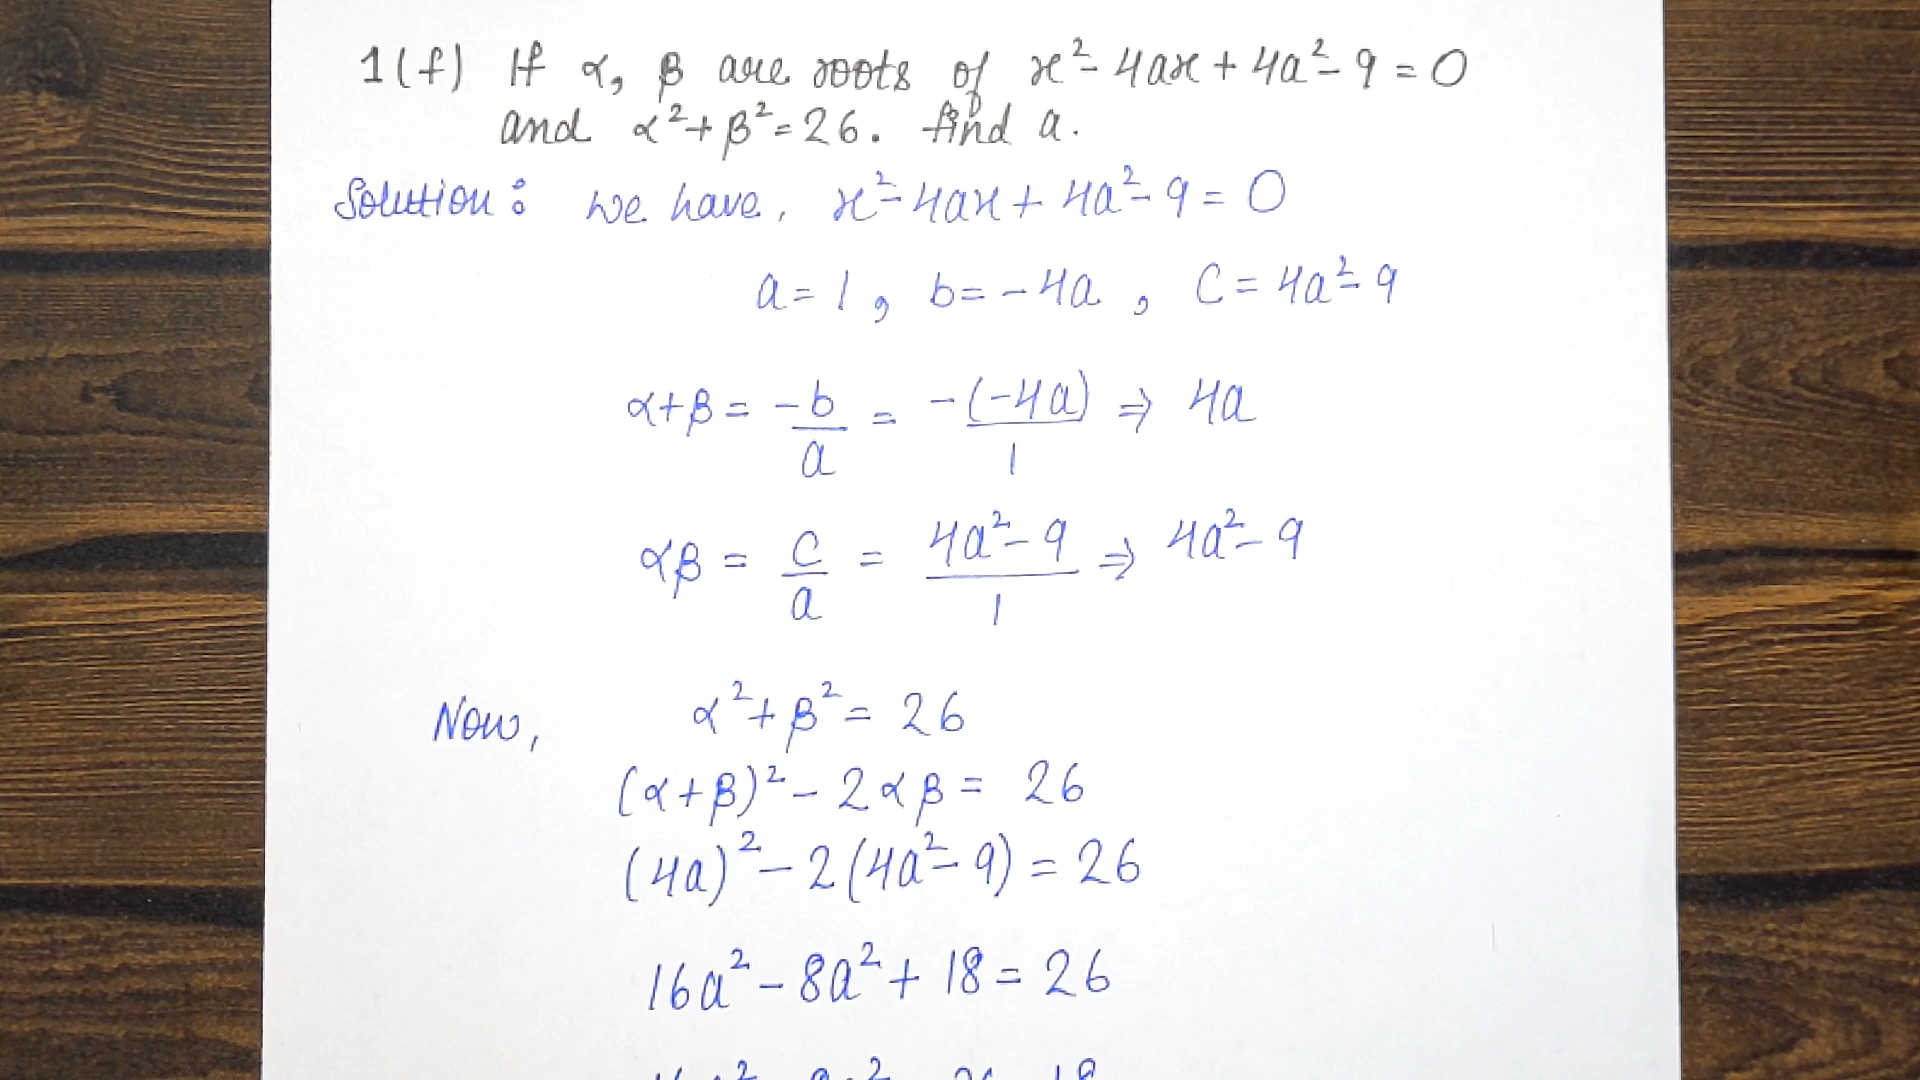 1(f) If α, β are roots of x² - 4ax + 4a² - 9 = 0
and α² + β² = 26. find a.
Solution : we have, x² - 4ax + 4a² - 9 = 0
a = 1, b = -4a, C = 4a² - 9
α+β = -b/a = -(-4a)/1 ⇒ 4a
αβ = c/a = 4a² - 9/1 ⇒ 4a² - 9
Now, α² + β² = 26
(α+β)² - 2αβ = 26
(4a)² - 2(4a² - 9) = 26
16a² - 8a² + 18 = 26